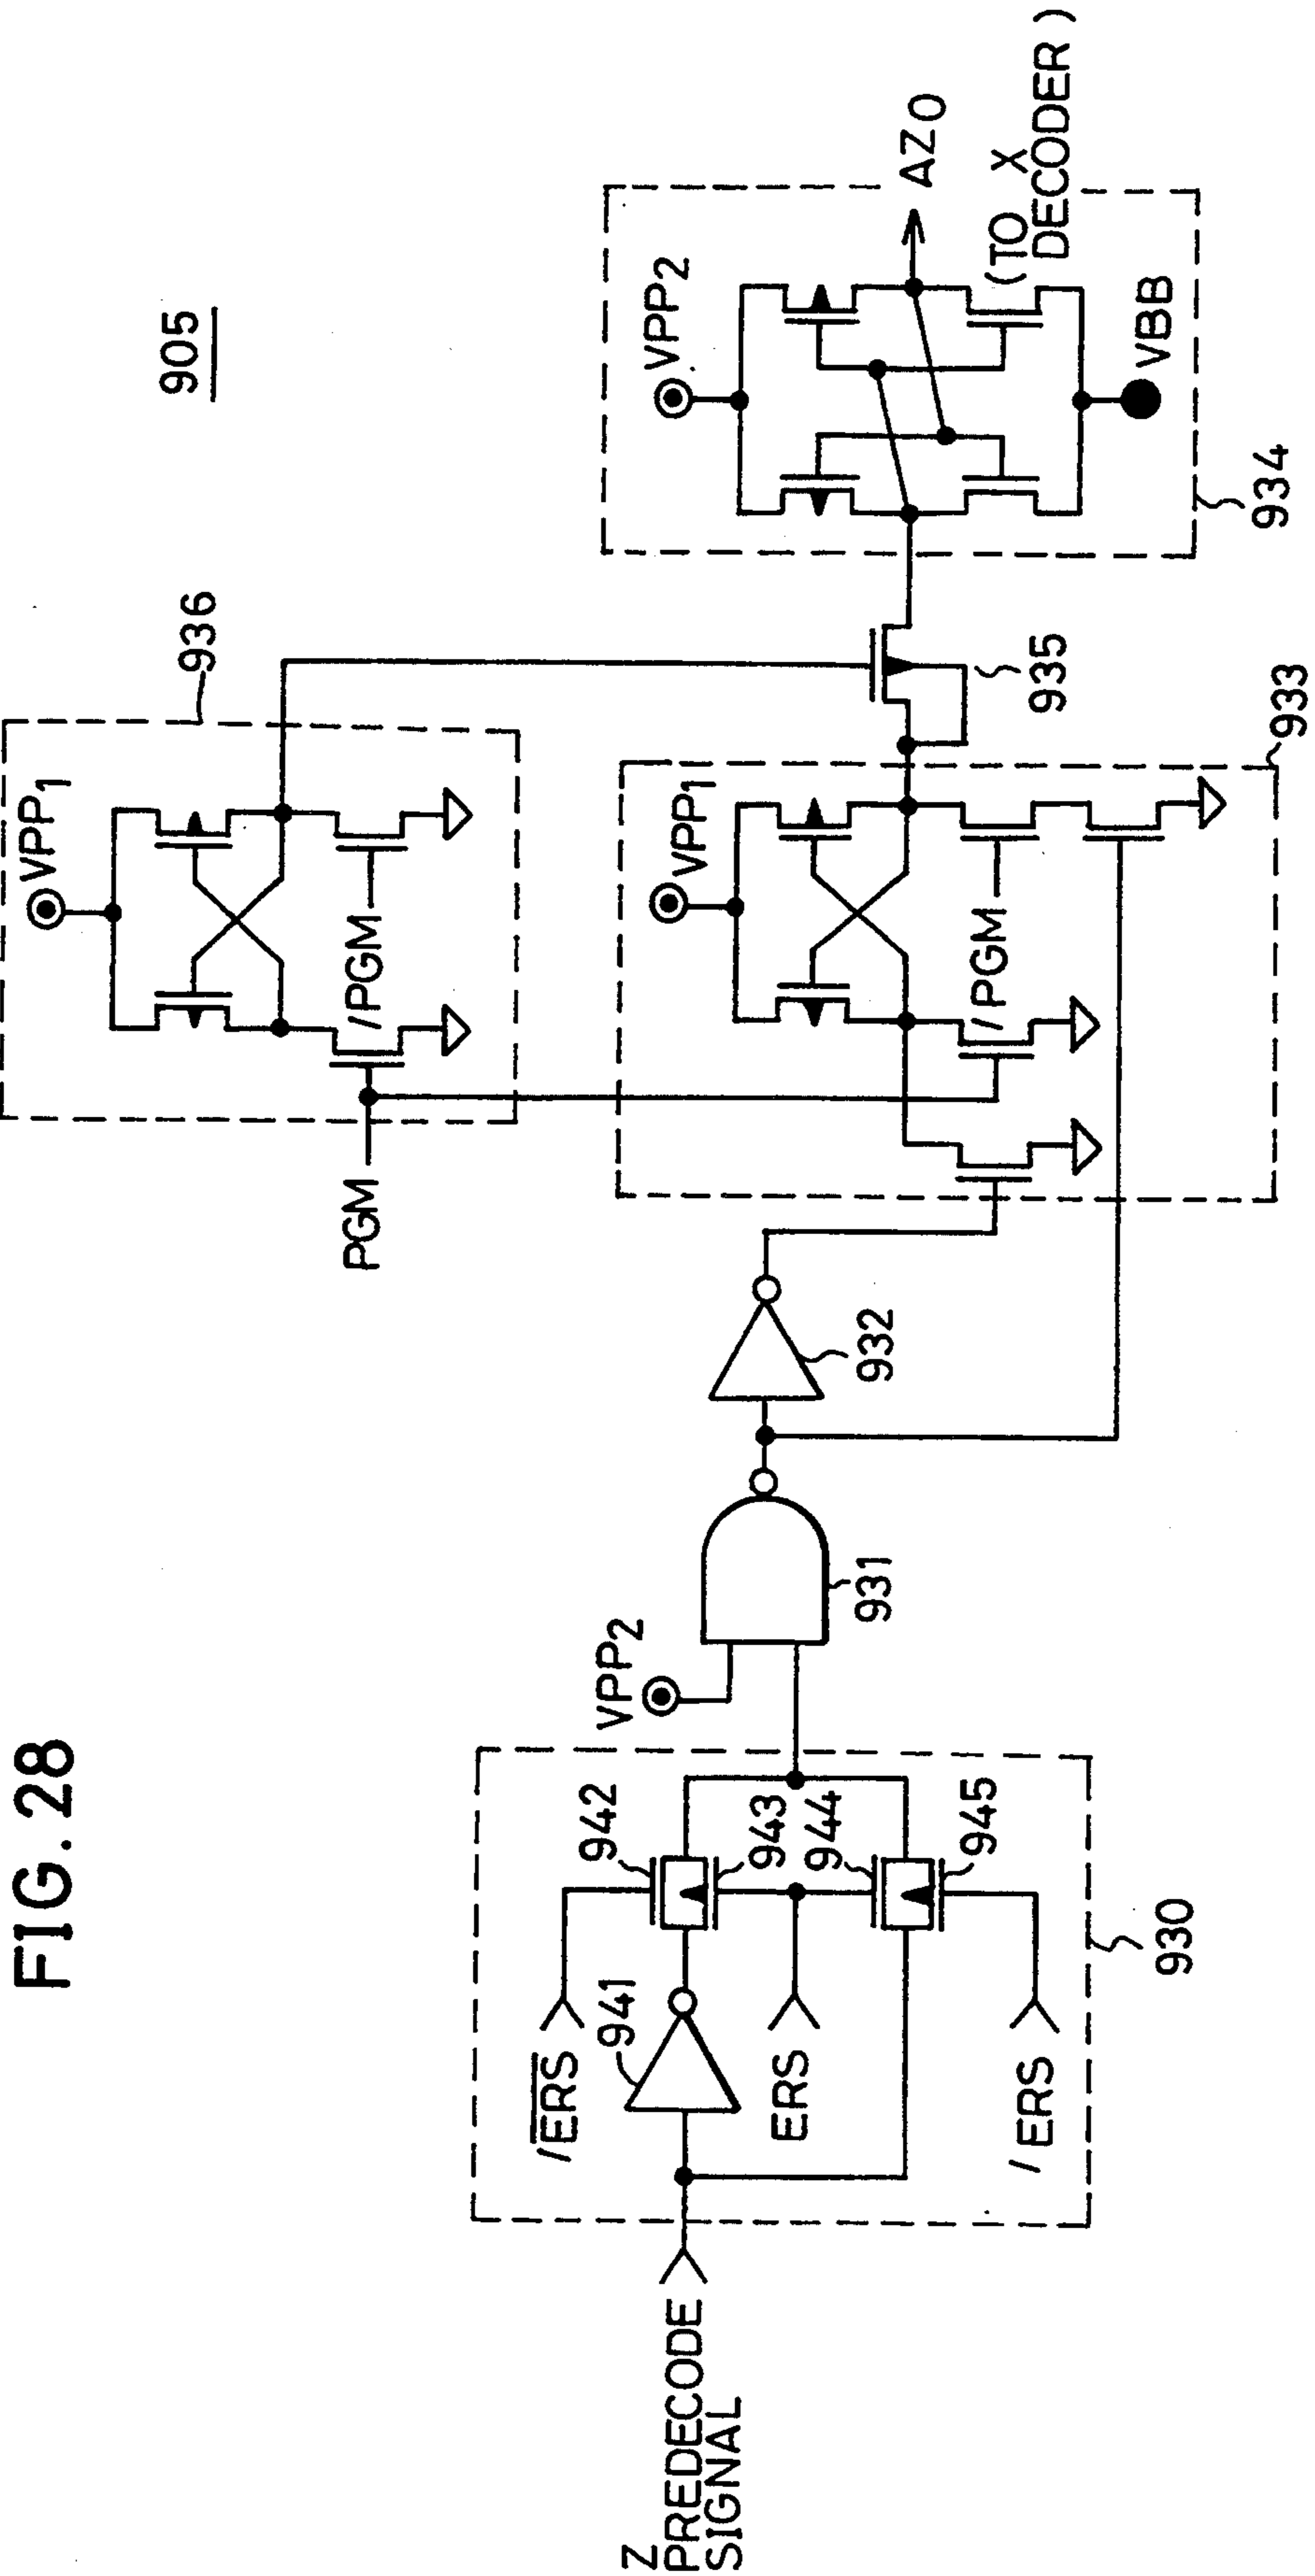 FIG. 28
905
Z
PREDECODE
SIGNAL
/ERS
941
ERS
/ERS
942
943
944
945
930
VPP2
931
932
PGM
936
VPP1
/PGM
933
VPP1
/PGM
935
934
VPP2
VBB
AZ0
(TO X
DECODER)